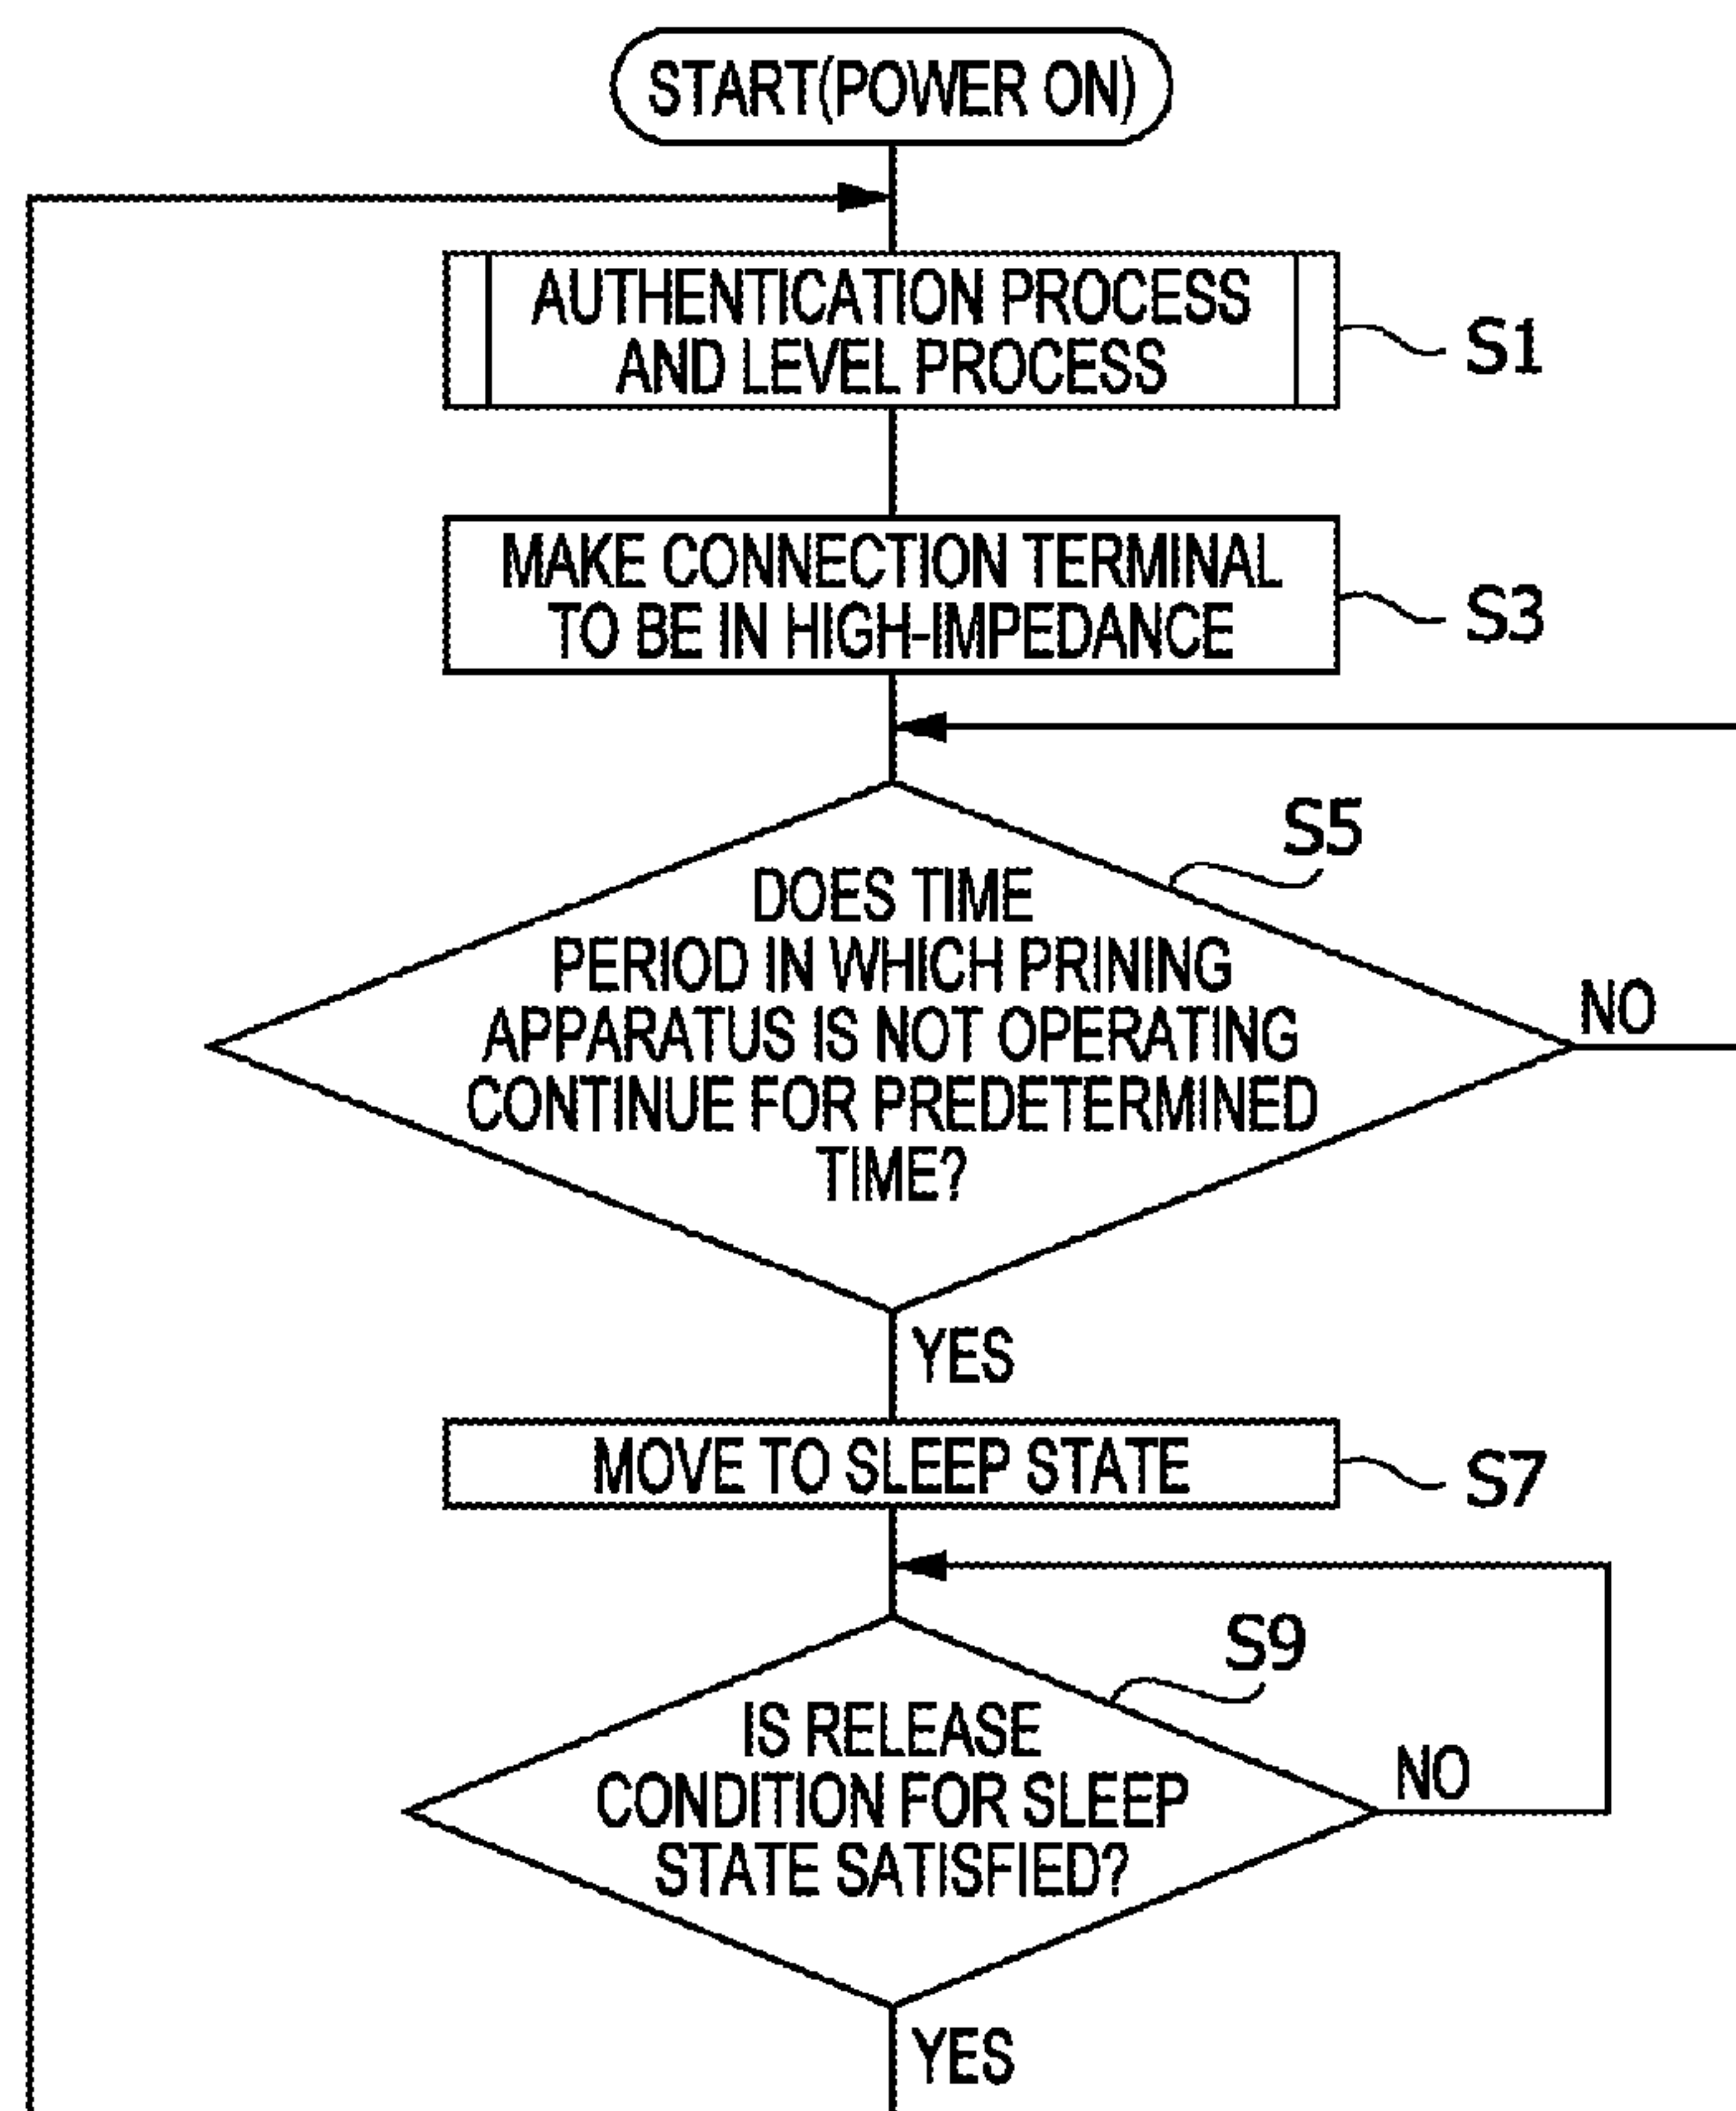 START(POWER ON)
AUTHENTICATION PROCESS
AND LEVEL PROCESS
S1
MAKE CONNECTION TERMINAL
TO BE IN HIGH-IMPEDANCE
S3
S5
DOES TIME
PERIOD IN WHICH PRINING
APPARATUS IS NOT OPERATING
CONTINUE FOR PREDETERMINED
TIME?
NO
YES
MOVE TO SLEEP STATE
S7
S9
IS RELEASE
CONDITION FOR SLEEP
STATE SATISFIED?
NO
YES